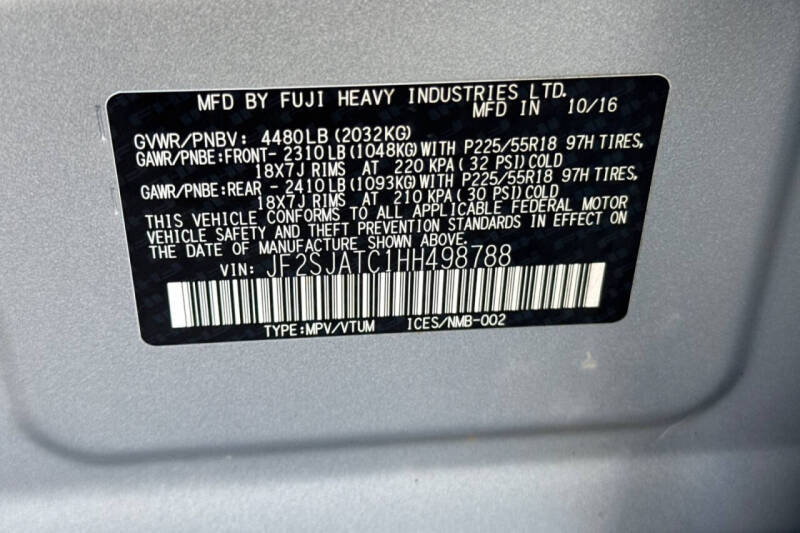 MFD BY FUJI HEAVY INDUSTRIES LTD.
MFD IN 10/16
GVWR/PNBV: 4480LB(2032KG)
GAWR/PNBE:FRONT- 2310LB(1048KG)WITH P225/55R18 97H TIRES,
18X7J RIMS AT 220 KPA(32 PSI)COLD
GAWR/PNBE:REAR - 2410LB(1093KG)WITH P225/55R18 97H TIRES,
18X7J RIMS AT 210 KPA(30 PSI)COLD
THIS VEHICLE CONFORMS TO ALL APPLICABLE FEDERAL MOTOR
VEHICLE SAFETY AND THEFT PREVENTION STANDARDS IN EFFECT ON
THE DATE OF MANUFACTURE SHOWN ABOVE.
VIN: JF2SJATC1HH498788
TYPE:MPV/VTUM ICES/NMB-002